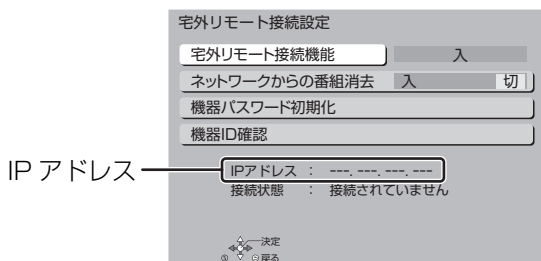 宅外リモート接続設定
宅外リモート接続機能 入
ネットワークからの番組消去 入 切
機器パスワード初期化
機器ID確認
IP アドレス
IPアドレス : ---. ---. ---. ---
接続状態 : 接続されていません
決定
戻る